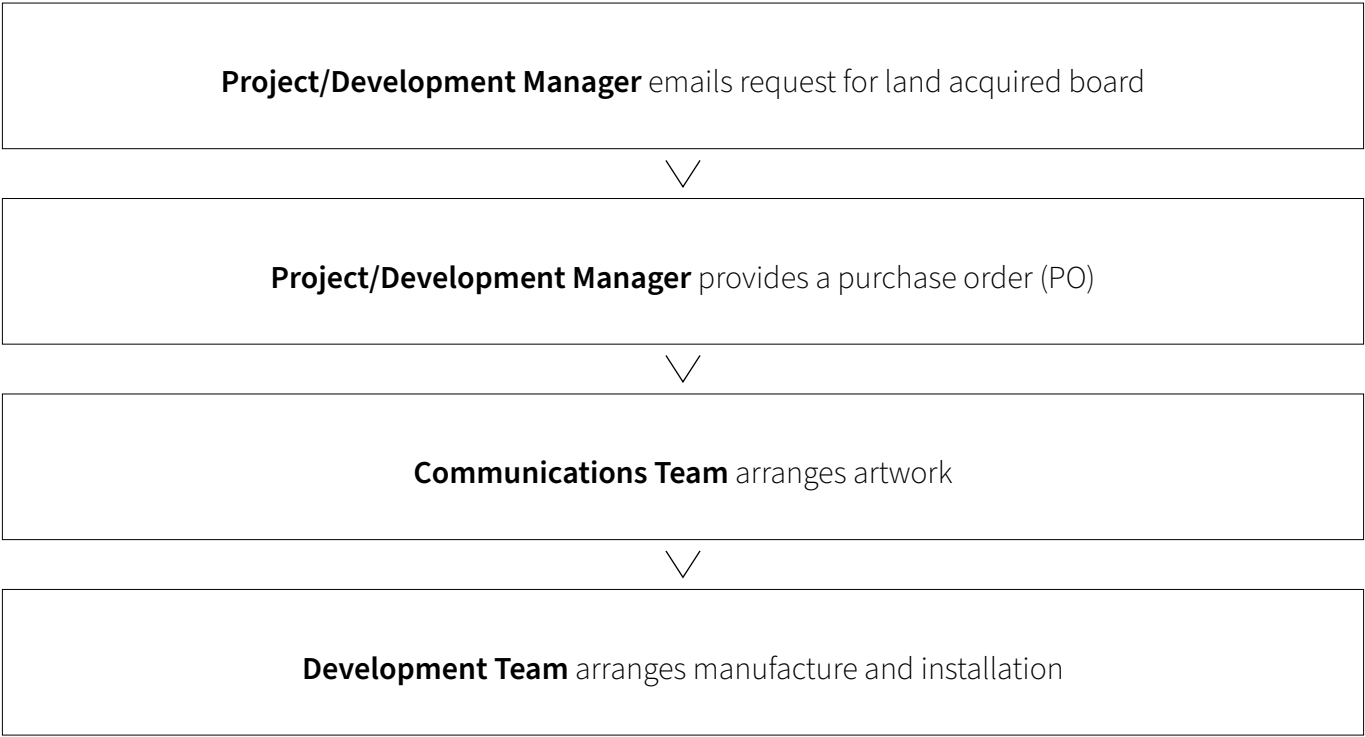 Project/Development Manager emails request for land acquired board
Project/Development Manager provides a purchase order (PO)
Communications Team arranges artwork
Development Team arranges manufacture and installation